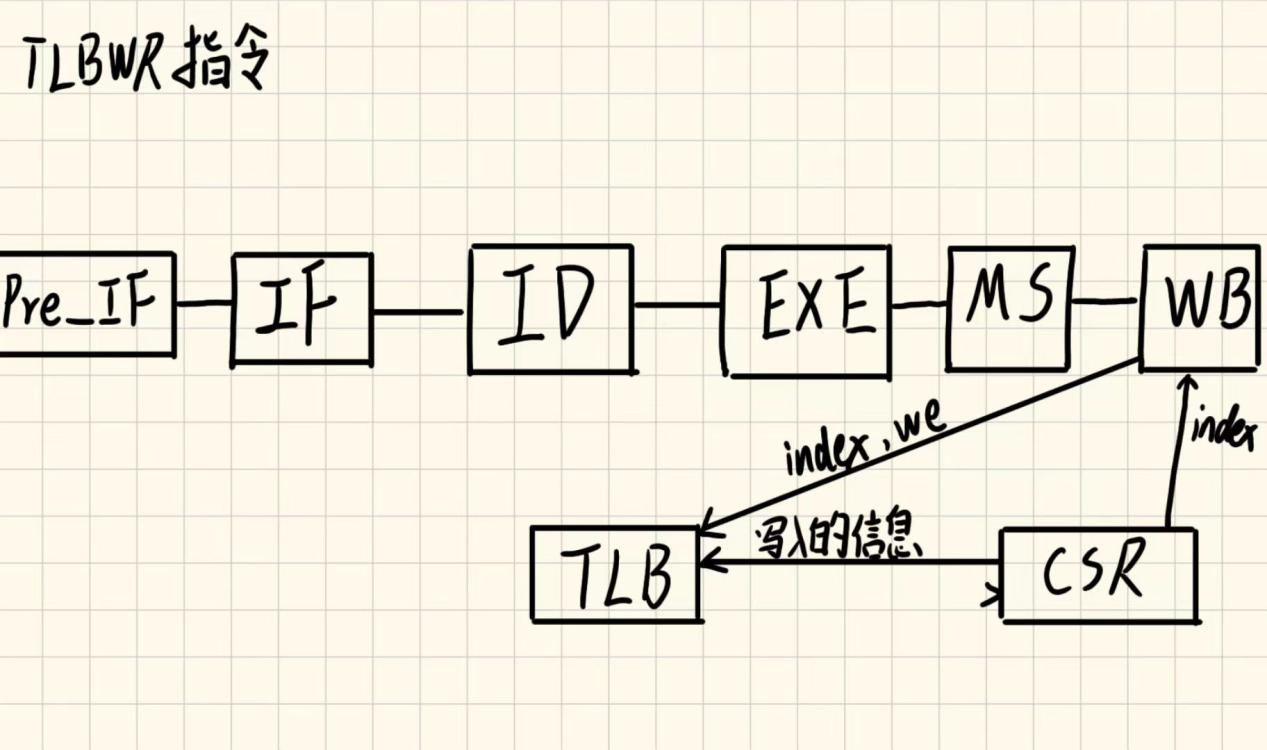 TLBWR指令
Pre_IF
IF
ID
EXE
MS
WB
index,we
index
写入的信息
TLB
CSR